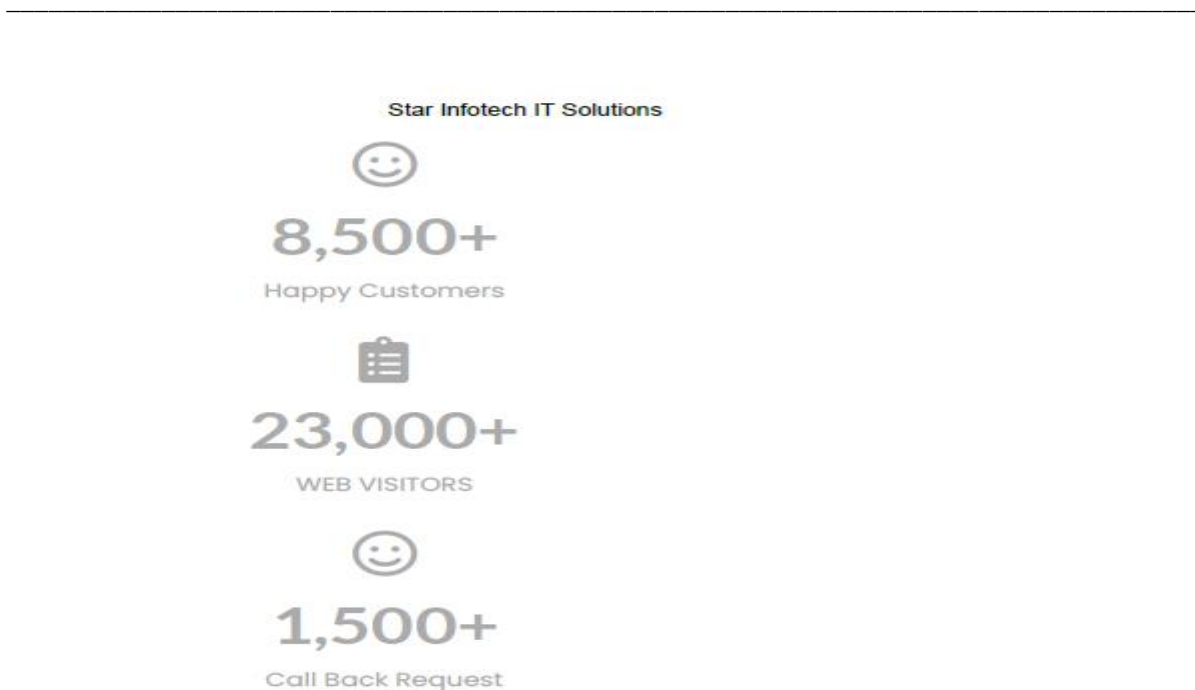 Star Infotech IT Solutions
8,500+
Happy Customers
23,000+
WEB VISITORS
1,500+
Call Back Request